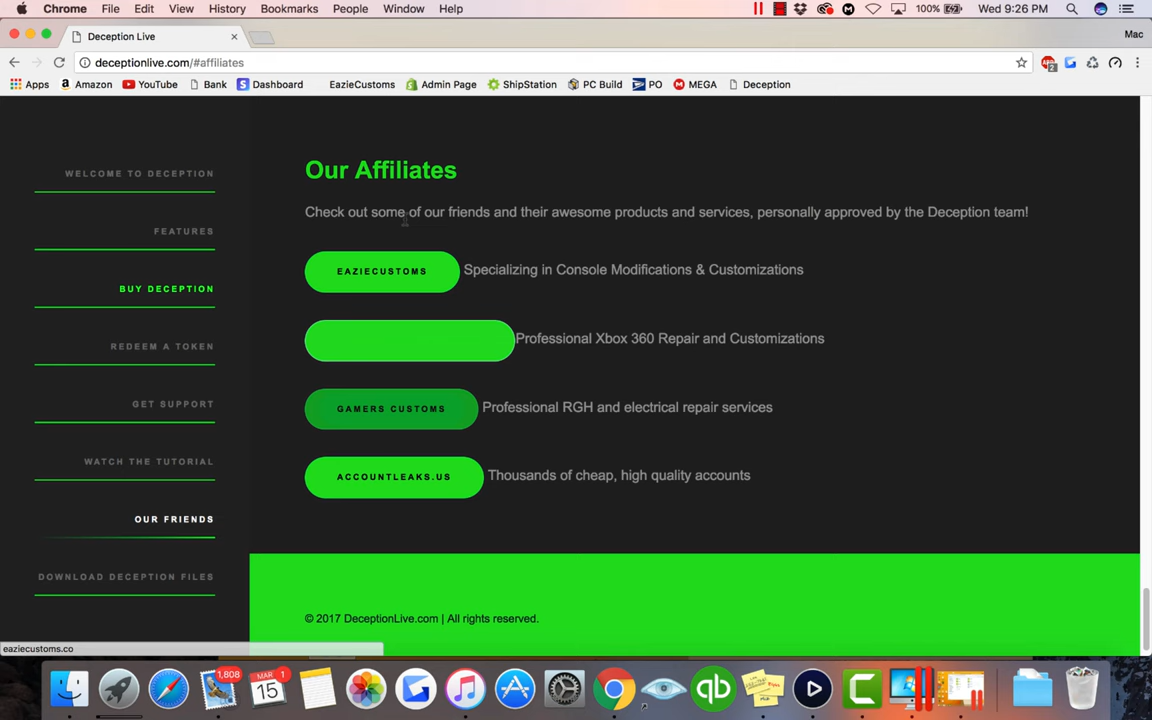 Chrome File Edit View History Bookmarks People Window Help 100% Wed 9:26 PM
Deception Live Mac
deceptionlive.com/#affiliates
Apps Amazon YouTube Bank Dashboard EazieCustoms Admin Page ShipStation PC Build PO MEGA Deception
WELCOME TO DECEPTION
FEATURES
BUY DECEPTION
REDEEM A TOKEN
GET SUPPORT
WATCH THE TUTORIAL
OUR FRIENDS
DOWNLOAD DECEPTION FILES
Our Affiliates
Check out some of our friends and their awesome products and services, personally approved by the Deception team!
EAZIECUSTOMS Specializing in Console Modifications & Customizations
Professional Xbox 360 Repair and Customizations
GAMERS CUSTOMS Professional RGH and electrical repair services
ACCOUNTLEAKS.US Thousands of cheap, high quality accounts
© 2017 DeceptionLive.com | All rights reserved.
eaziecustoms.co
1,808
MAR 1
15
qb